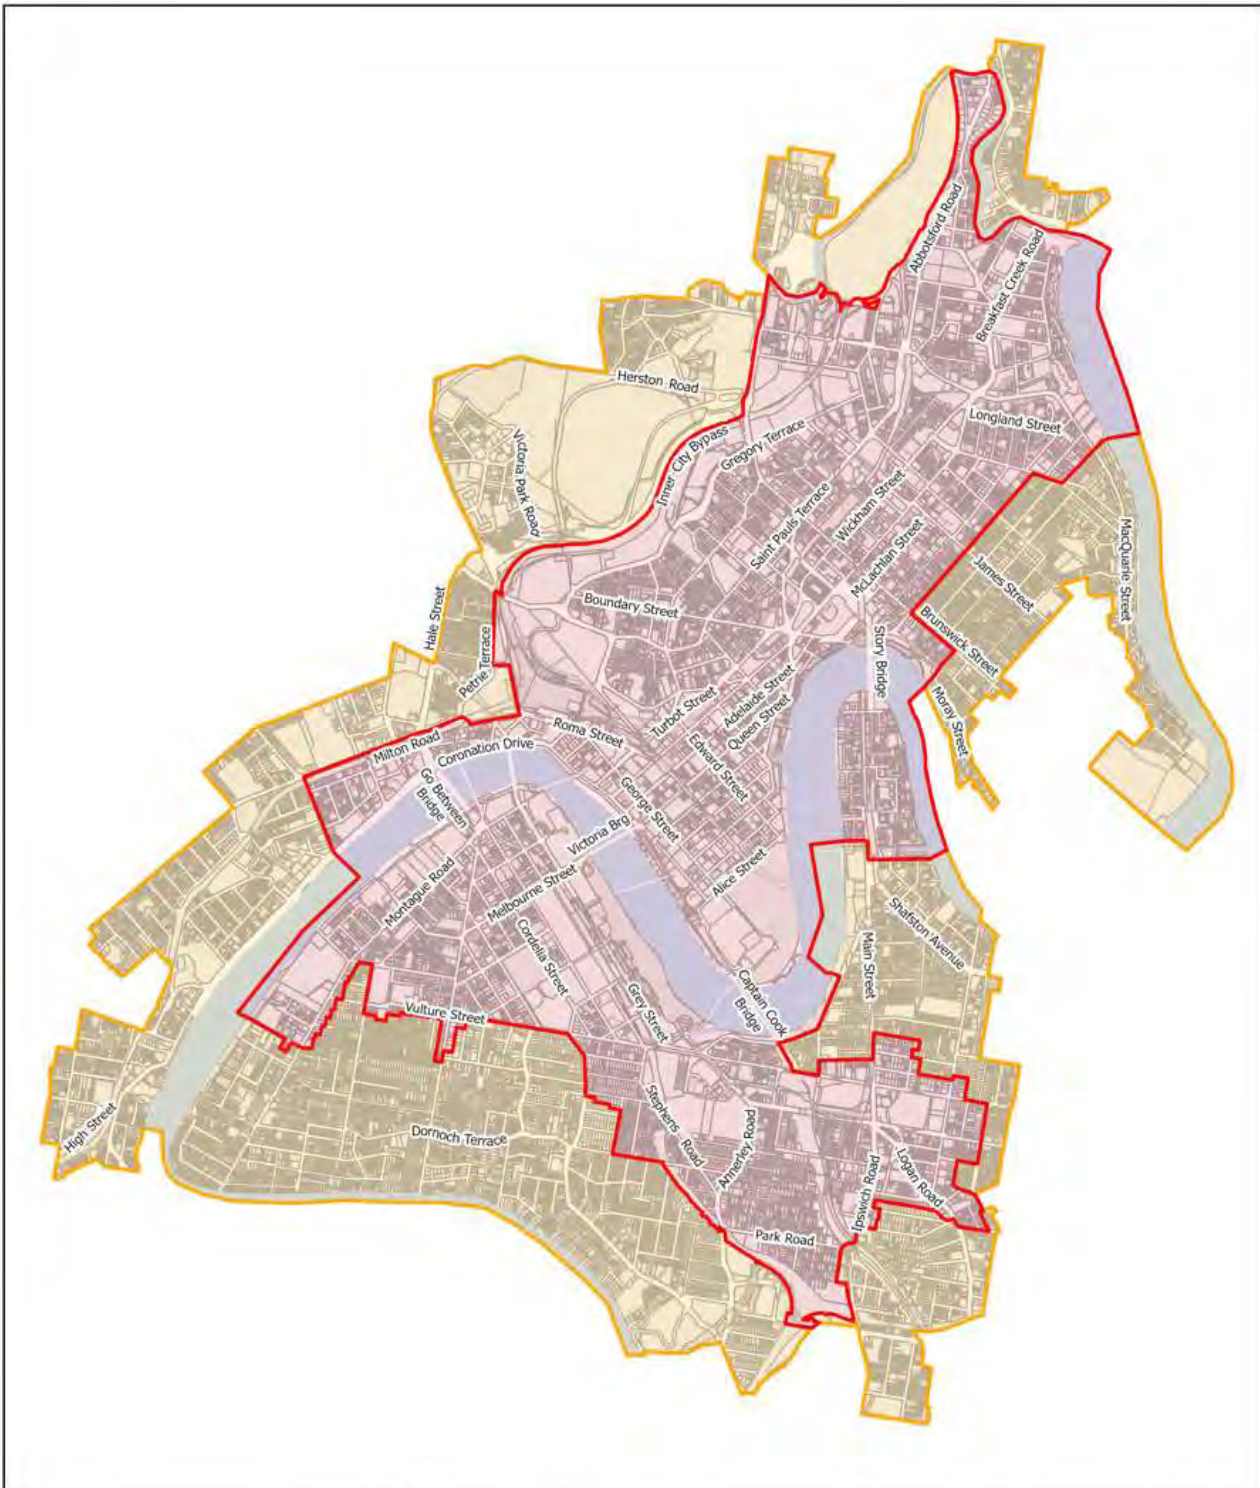 Abbotsford Road
Breakfast Creek Road
Herston Road
Longland Street
Inner City Bypass
Gregory Terrace
Victoria Park Road
Saint Pauls Terrace
Wickham Street
McLachlan Street
MacQuarie Street
James Street
Hale Street
Boundary Street
Brunswick Street
Petrie Terrace
Story Bridge
Moray Street
Turbot Street
Adelaide Street
Queen Street
Roma Street
Milton Road
Coronation Drive
Edward Street
Go Between
Bridge
George Street
Victoria Brg
Alice Street
Montague Road
Melbourne Street
Cordelia Street
Shafston Avenue
Main Street
Captain Cook
Bridge
Grey Street
Vulture Street
High Street
Dornoch Terrace
Stephens Road
Annerley Road
Ipswich Road
Logan Road
Park Road